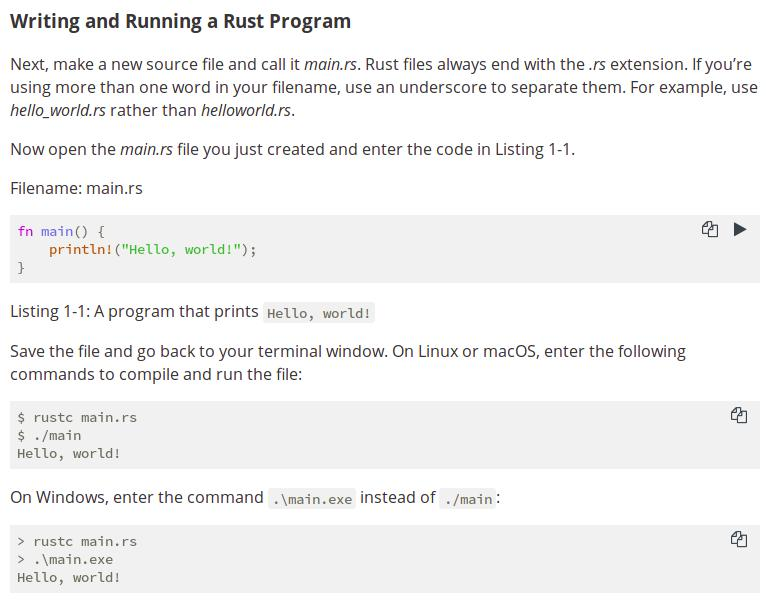 Writing and Running a Rust Program
Next, make a new source file and call it main.rs. Rust files always end with the .rs extension. If you’re
using more than one word in your filename, use an underscore to separate them. For example, use
hello_world.rs rather than helloworld.rs.
Now open the main.rs file you just created and enter the code in Listing 1-1.
Filename: main.rs
fn main() {
    println!("Hello, world!");
}
Listing 1-1: A program that prints Hello, world!
Save the file and go back to your terminal window. On Linux or macOS, enter the following
commands to compile and run the file:
$ rustc main.rs
$ ./main
Hello, world!
On Windows, enter the command .\main.exe instead of ./main:
> rustc main.rs
> .\main.exe
Hello, world!